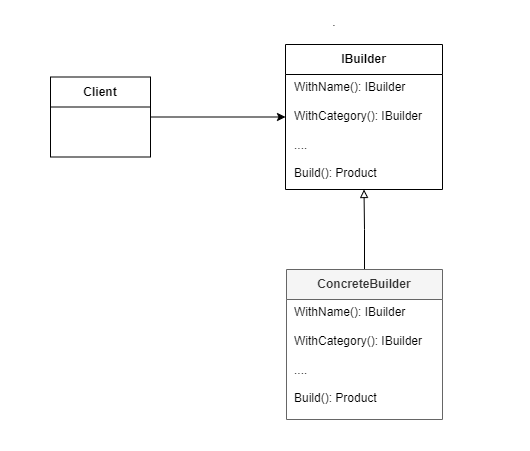 .
Client
IBuilder
WithName(): IBuilder
WithCategory(): IBuilder
....
Build(): Product
ConcreteBuilder
WithName(): IBuilder
WithCategory(): IBuilder
....
Build(): Product